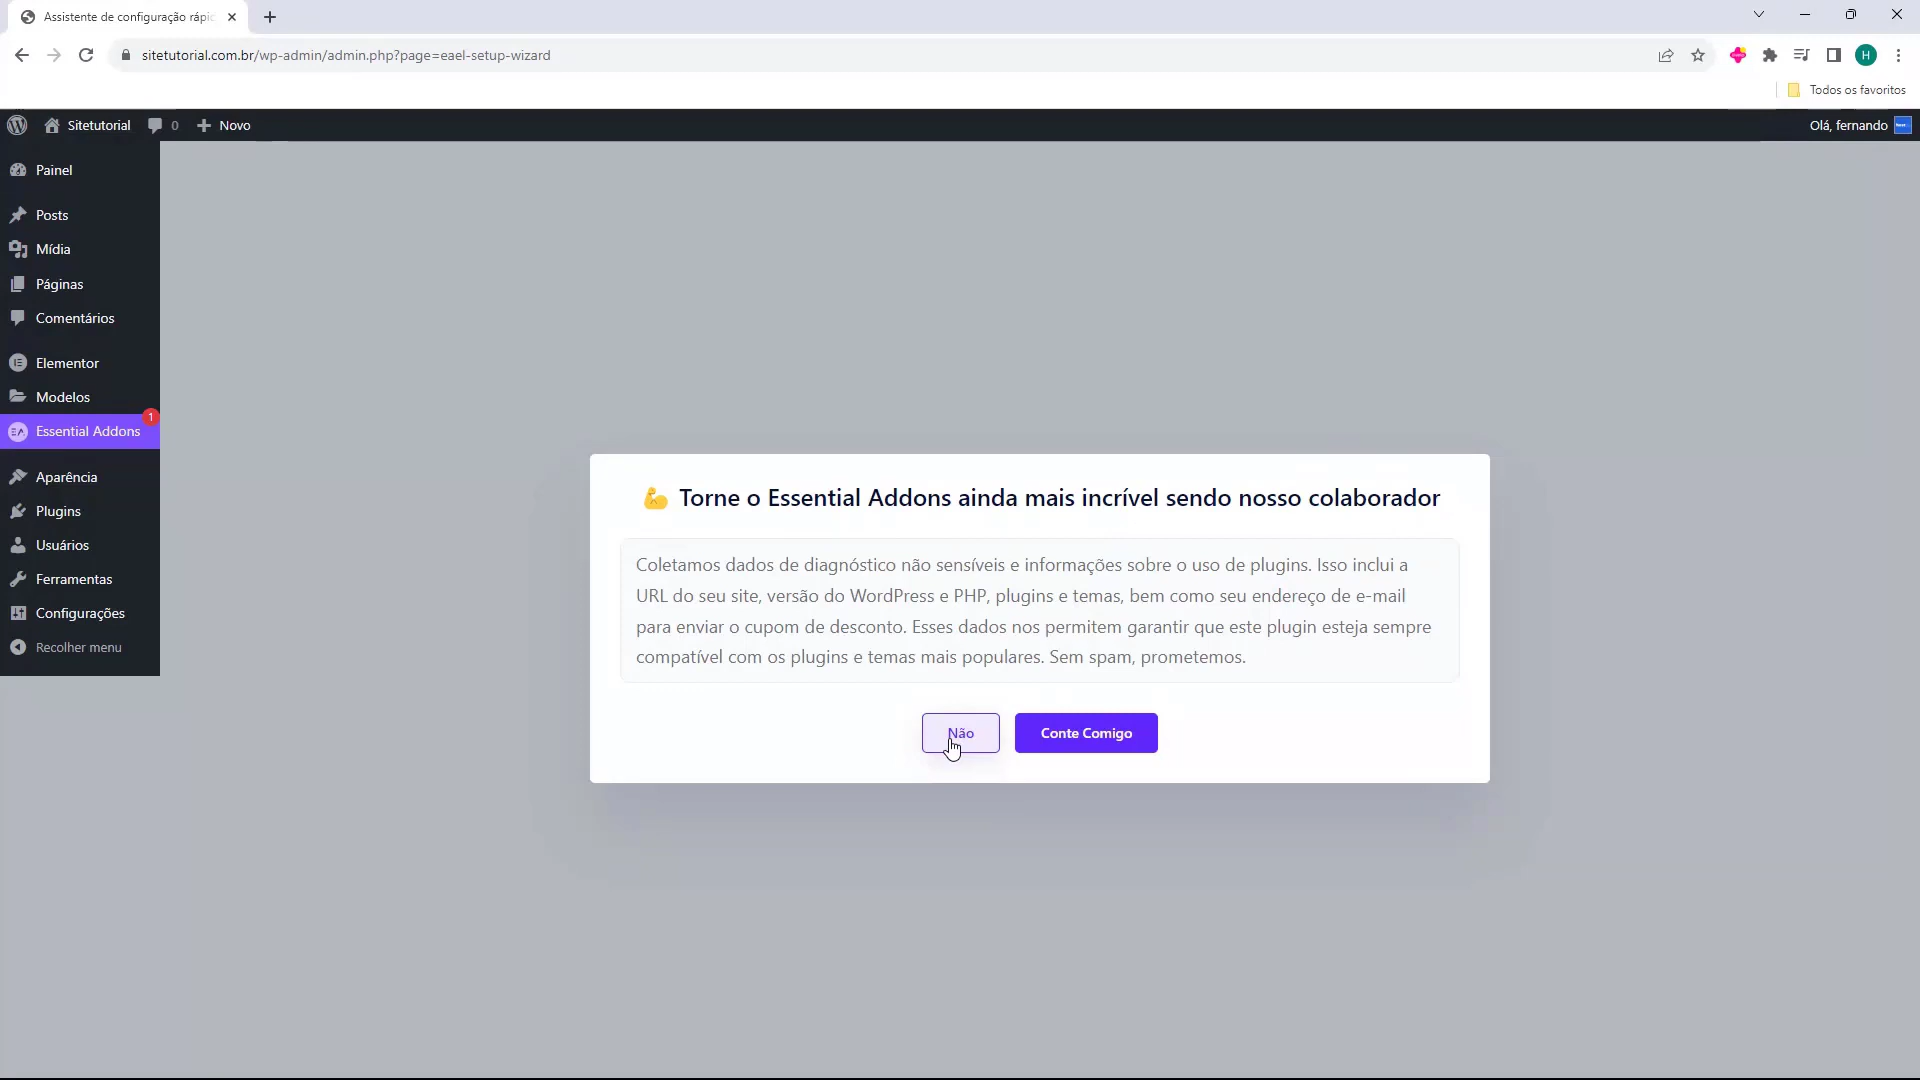 Assistente de configuração rápic
sitetutorial.com.br/wp-admin/admin.php?page=eael-setup-wizard
H
Todos os favoritos
Sitetutorial
0
Novo
Olá, fernando
Painel
Posts
Mídia
Páginas
Comentários
Elementor
Modelos
1
Essential Addons
Aparência
Plugins
Usuários
Ferramentas
Configurações
Recolher menu
💪 Torne o Essential Addons ainda mais incrível sendo nosso colaborador
Coletamos dados de diagnóstico não sensíveis e informações sobre o uso de plugins. Isso inclui a
URL do seu site, versão do WordPress e PHP, plugins e temas, bem como seu endereço de e-mail
para enviar o cupom de desconto. Esses dados nos permitem garantir que este plugin esteja sempre
compatível com os plugins e temas mais populares. Sem spam, prometemos.
Não
Conte Comigo